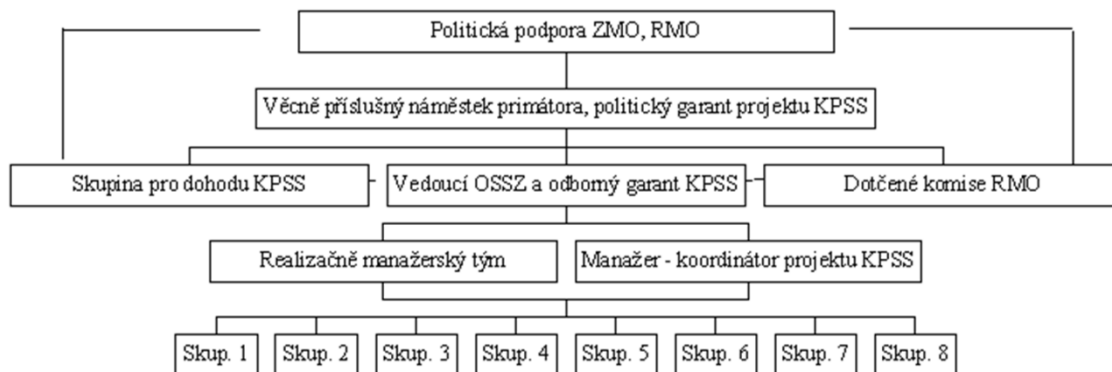 Politická podpora ZMO, RMO
Věcně příslušný náměstek primátora, politický garant projektu KPSS
Skupina pro dohodu KPSS
Vedoucí OSSZ a odborný garant KPSS
Dotčené komise RMO
Realizačně manažerský tým
Manažer - koordinátor projektu KPSS
Skup. 1
Skup. 2
Skup. 3
Skup. 4
Skup. 5
Skup. 6
Skup. 7
Skup. 8